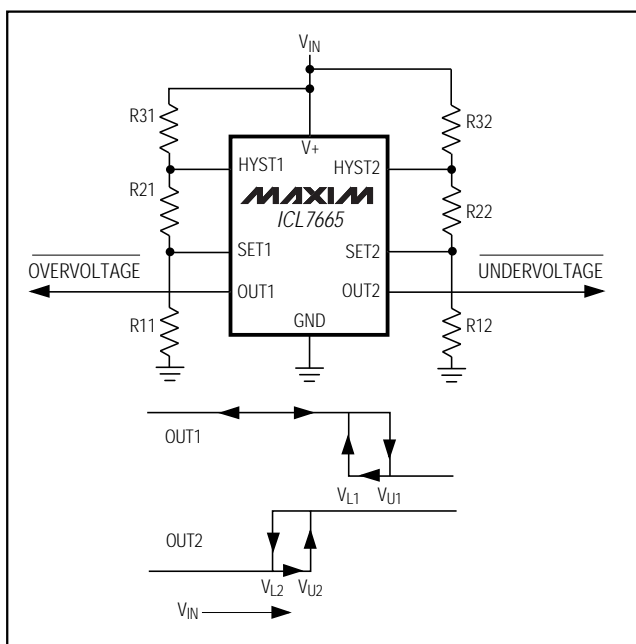 V_IN
R31
R32
V+
HYST1
HYST2
R21
MAXIM
R22
ICL7665
SET1
SET2
OVERVOLTAGE
UNDERVOLTAGE
OUT1
OUT2
R11
GND
R12
OUT1
V_L1
V_U1
OUT2
V_L2
V_U2
V_IN